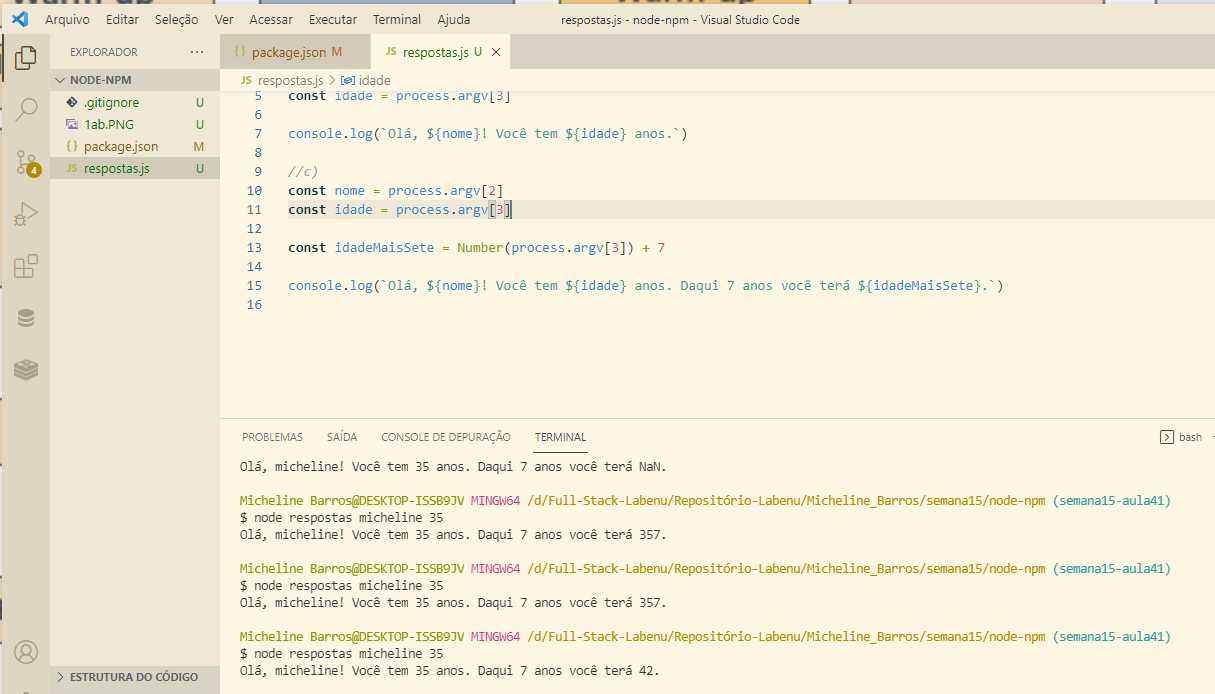 Arquivo Editar Seleção Ver Acessar Executar Terminal Ajuda respostas.js - node-npm - Visual Studio Code
EXPLORADOR ...
NODE-NPM
.gitignore U
1ab.PNG U
package.json M
JS respostas.js U
4
ESTRUTURA DO CÓDIGO
{} package.json M JS respostas.js U ×
JS respostas.js > idade
5 const idade = process.argv[3]
6
7 console.log(`Olá, ${nome}! Você tem ${idade} anos.`)
8
9 //c)
10 const nome = process.argv[2]
11 const idade = process.argv[3]
12
13 const idadeMaisSete = Number(process.argv[3]) + 7
14
15 console.log(`Olá, ${nome}! Você tem ${idade} anos. Daqui 7 anos você terá ${idadeMaisSete}.`)
16
PROBLEMAS SAÍDA CONSOLE DE DEPURAÇÃO TERMINAL bash
Olá, micheline! Você tem 35 anos. Daqui 7 anos você terá NaN.
Micheline Barros@DESKTOP-ISSB9JV MINGW64 /d/Full-Stack-Labenu/Repositório-Labenu/Micheline_Barros/semana15/node-npm (semana15-aula41)
$ node respostas micheline 35
Olá, micheline! Você tem 35 anos. Daqui 7 anos você terá 357.
Micheline Barros@DESKTOP-ISSB9JV MINGW64 /d/Full-Stack-Labenu/Repositório-Labenu/Micheline_Barros/semana15/node-npm (semana15-aula41)
$ node respostas micheline 35
Olá, micheline! Você tem 35 anos. Daqui 7 anos você terá 357.
Micheline Barros@DESKTOP-ISSB9JV MINGW64 /d/Full-Stack-Labenu/Repositório-Labenu/Micheline_Barros/semana15/node-npm (semana15-aula41)
$ node respostas micheline 35
Olá, micheline! Você tem 35 anos. Daqui 7 anos você terá 42.